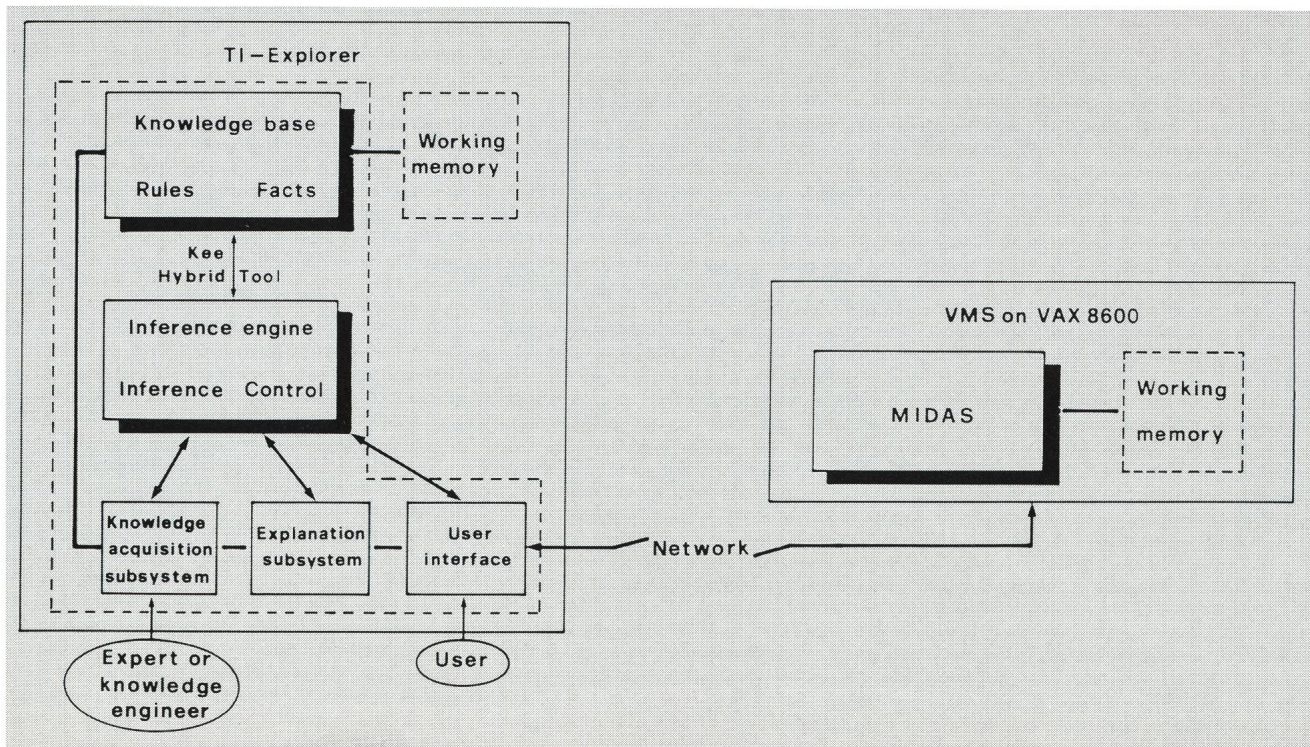 TI-Explorer
Knowledge base
Rules Facts
Working
memory
Kee
Hybrid Tool
Inference engine
Inference Control
Knowledge
acquisition
subsystem
Explanation
subsystem
User
interface
Expert or
knowledge
engineer
User
Network
VMS on VAX 8600
MIDAS
Working
memory